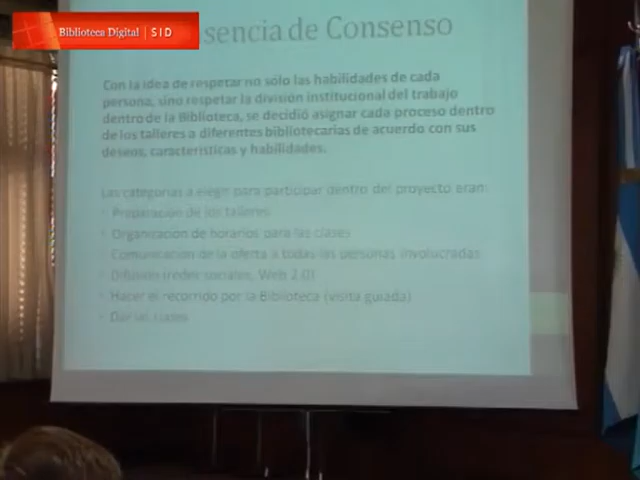 Biblioteca Digital | SID
sencia de Consenso
Con la idea de respetar no sólo las habilidades de cada
persona, sino respetar la división institucional del trabajo
dentro de la Biblioteca, se decidió asignar cada proceso dentro
de los talleres a diferentes bibliotecarias de acuerdo con sus
deseos, características y habilidades.
Las categorías a elegir para participar dentro del proyecto eran:
Preparación de los talleres
Organización de horarios para las clases
Comunicación de la oferta a todas las personas involucradas
Difusión (redes sociales, Web 2.0)
Hacer el recorrido por la Biblioteca (visita guiada)
Dar las clases